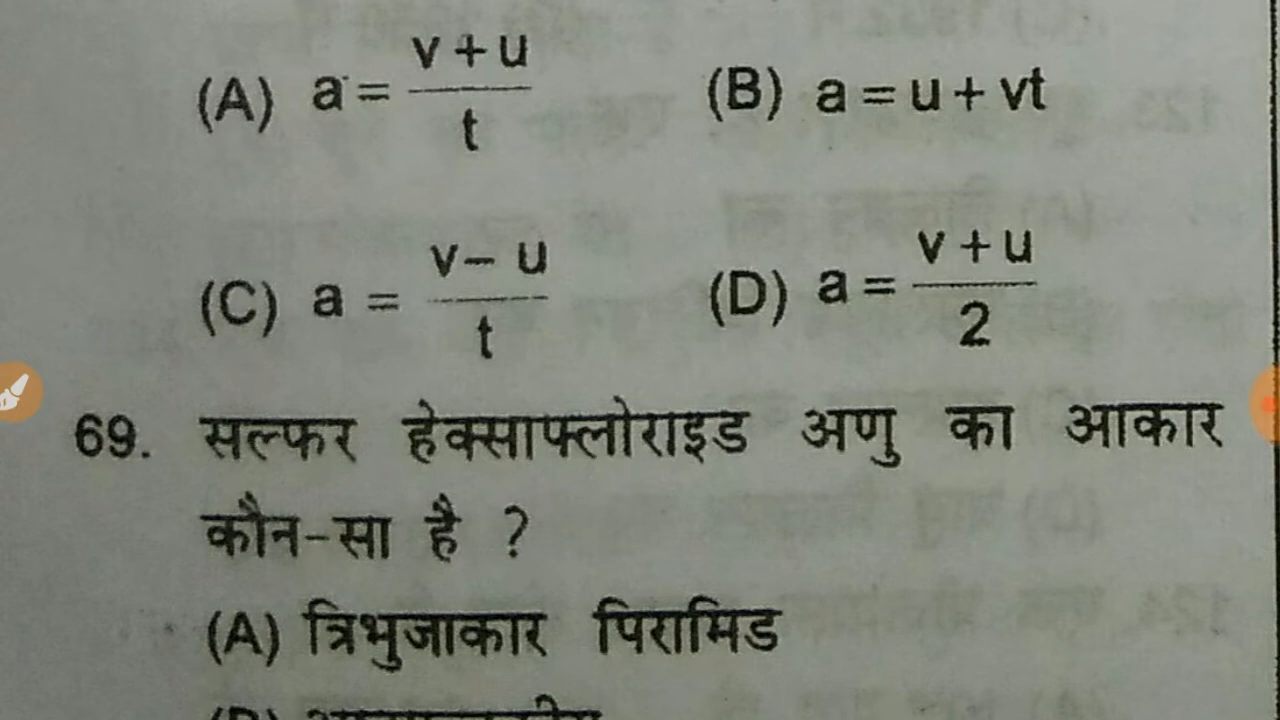 (A) a = v + u / t (B) a = u + vt
(C) a = v – u / t (D) a = v + u / 2
69. सल्फर हेक्साफ्लोराइड अणु का आकार
कौन-सा है ?
(A) त्रिभुजाकार पिरामिड